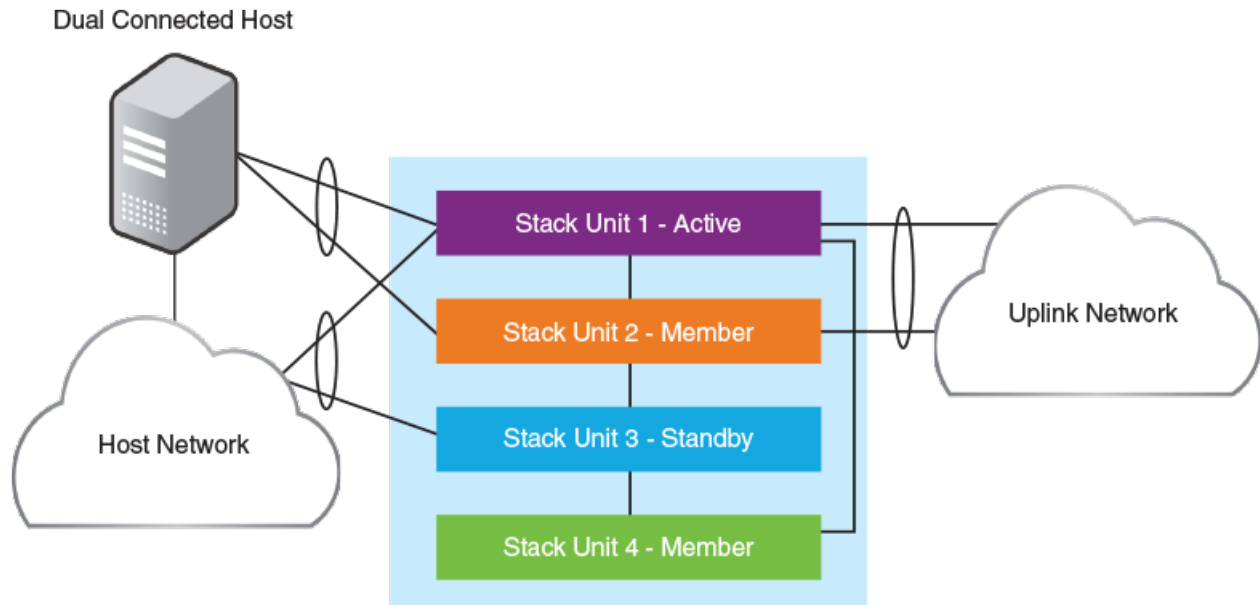 Dual Connected Host
Stack Unit 1 - Active
Stack Unit 2 - Member
Uplink Network
Stack Unit 3 - Standby
Host Network
Stack Unit 4 - Member